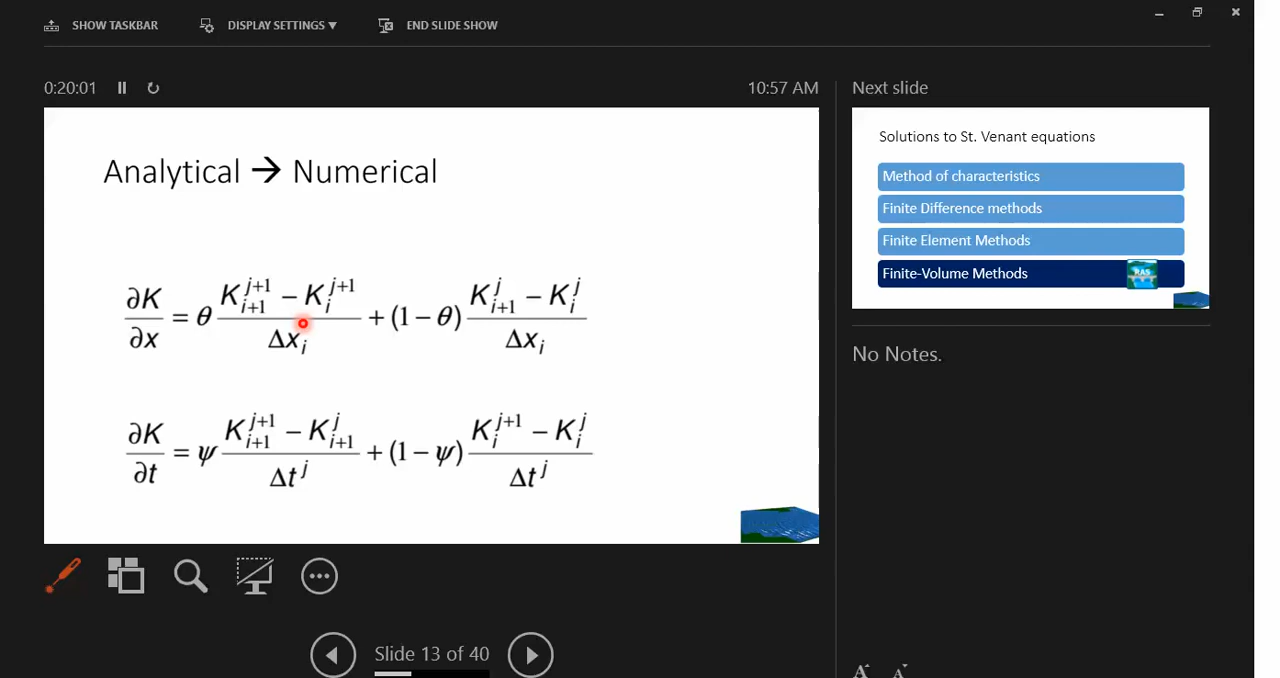 SHOW TASKBAR DISPLAY SETTINGS ▼ END SLIDE SHOW
0:20:01 10:57 AM Next slide
Analytical → Numerical
∂K/∂x = θ (K_{i+1}^{j+1} − K_i^{j+1})/Δx_i + (1 − θ) (K_{i+1}^j − K_i^j)/Δx_i
∂K/∂t = ψ (K_{i+1}^{j+1} − K_{i+1}^j)/Δt^j + (1 − ψ) (K_i^{j+1} − K_i^j)/Δt^j
Solutions to St. Venant equations
Method of characteristics
Finite Difference methods
Finite Element Methods
Finite-Volume Methods
RAS
No Notes.
Slide 13 of 40
A A